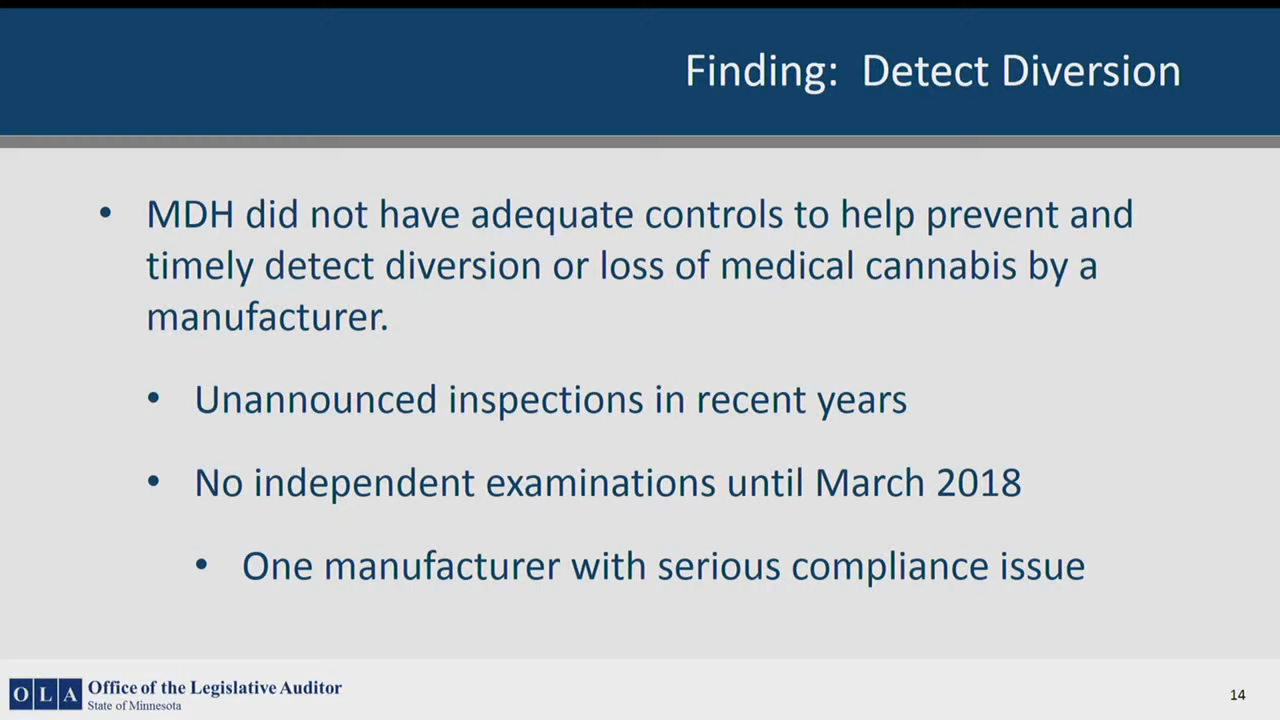 Finding:  Detect Diversion
• MDH did not have adequate controls to help prevent and
timely detect diversion or loss of medical cannabis by a
manufacturer.
• Unannounced inspections in recent years
• No independent examinations until March 2018
• One manufacturer with serious compliance issue
OLA Office of the Legislative Auditor
State of Minnesota
14